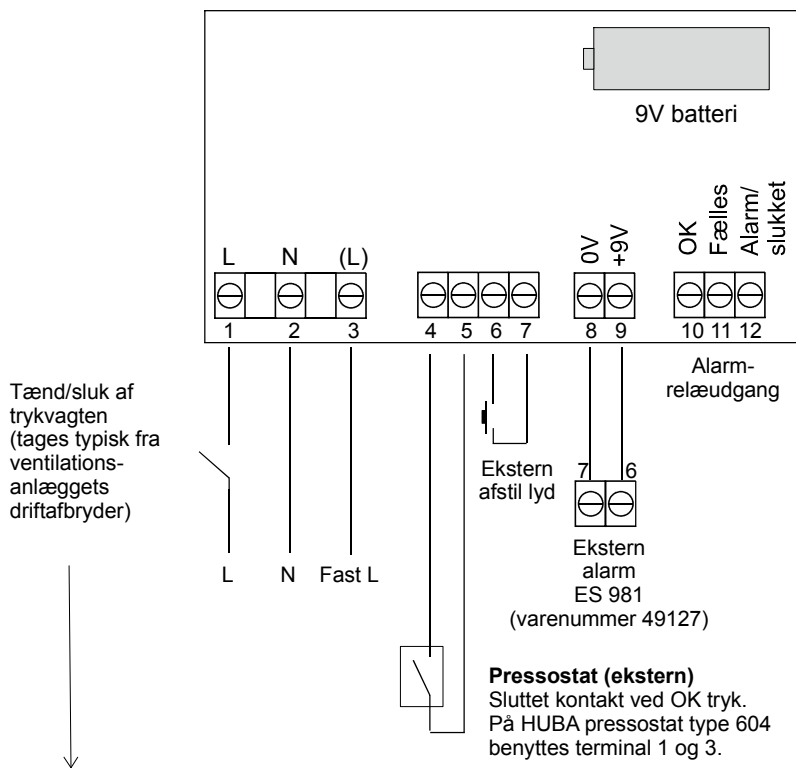 9V batteri
L N (L)
0V
+9V
OK
Fælles
Alarm/
slukket
1 2 3 4 5 6 7 8 9 10 11 12
Alarm-
relæudgang
Tænd/sluk af
trykvagten
(tages typisk fra
ventilations-
anlæggets
driftafbryder)
Ekstern
afstil lyd
7 6
L N Fast L
Ekstern
alarm
ES 981
(varenummer 49127)
Pressostat (ekstern)
Sluttet kontakt ved OK tryk.
På HUBA pressostat type 604
benyttes terminal 1 og 3.